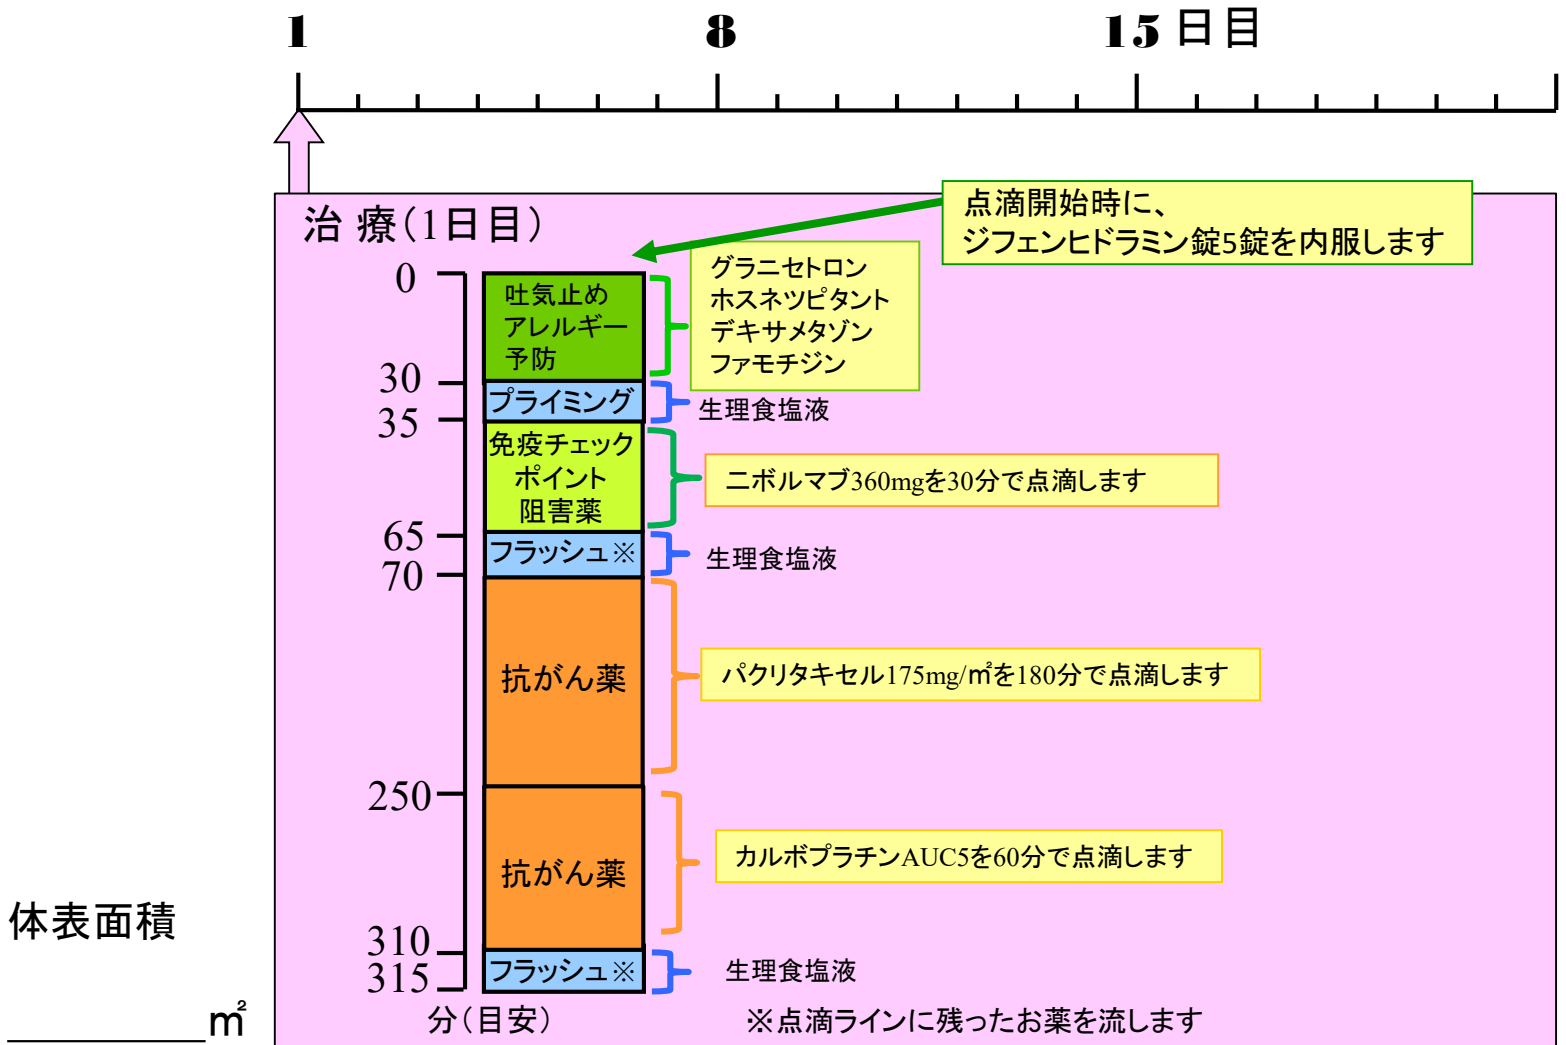 1
8
15 日目
治 療(1日目)
点滴開始時に、
ジフェンヒドラミン錠5錠を内服します
0
吐気止め
アレルギー
予防
グラニセトロン
ホスネツピタント
デキサメタゾン
ファモチジン
30
プライミング
生理食塩液
35
免疫チェック
ポイント
阻害薬
ニボルマブ360mgを30分で点滴します
65
フラッシュ※
生理食塩液
70
抗がん薬
パクリタキセル175mg/㎡を180分で点滴します
250
抗がん薬
カルボプラチンAUC5を60分で点滴します
310
フラッシュ※
生理食塩液
315
分(目安)
※点滴ラインに残ったお薬を流します
体表面積
㎡